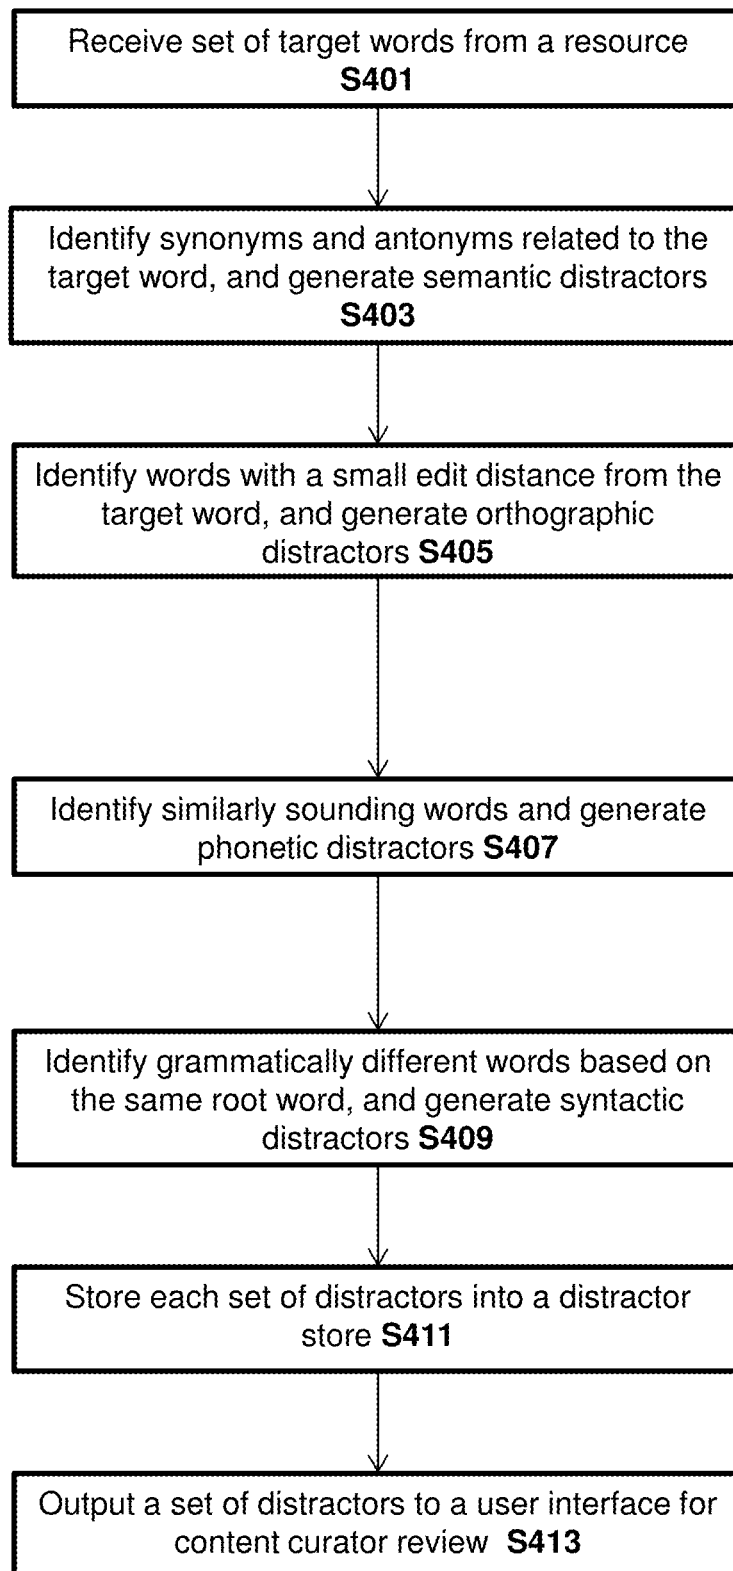 Receive set of target words from a resource
S401
Identify synonyms and antonyms related to the
target word, and generate semantic distractors
S403
Identify words with a small edit distance from the
target word, and generate orthographic
distractors S405
Identify similarly sounding words and generate
phonetic distractors S407
Identify grammatically different words based on
the same root word, and generate syntactic
distractors S409
Store each set of distractors into a distractor
store S411
Output a set of distractors to a user interface for
content curator review S413